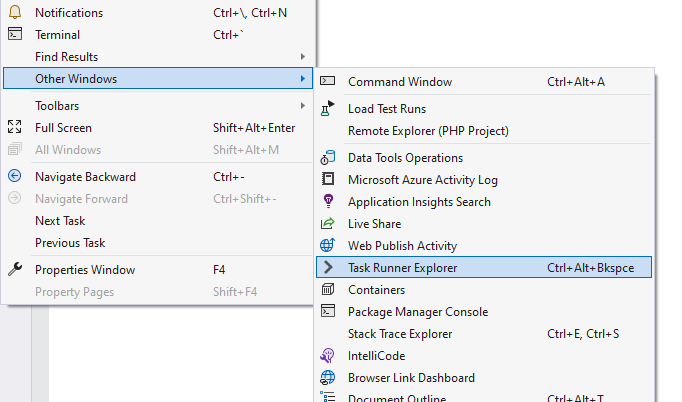 Notifications Ctrl+\, Ctrl+N
Terminal Ctrl+`
Find Results
Other Windows
Toolbars
Full Screen Shift+Alt+Enter
All Windows Shift+Alt+M
Navigate Backward Ctrl+-
Navigate Forward Ctrl+Shift+-
Next Task
Previous Task
Properties Window F4
Property Pages Shift+F4
Command Window Ctrl+Alt+A
Load Test Runs
Remote Explorer (PHP Project)
Data Tools Operations
Microsoft Azure Activity Log
Application Insights Search
Live Share
Web Publish Activity
Task Runner Explorer Ctrl+Alt+Bkspce
Containers
Package Manager Console
Stack Trace Explorer Ctrl+E, Ctrl+S
IntelliCode
Browser Link Dashboard
Document Outline Ctrl+Alt+T